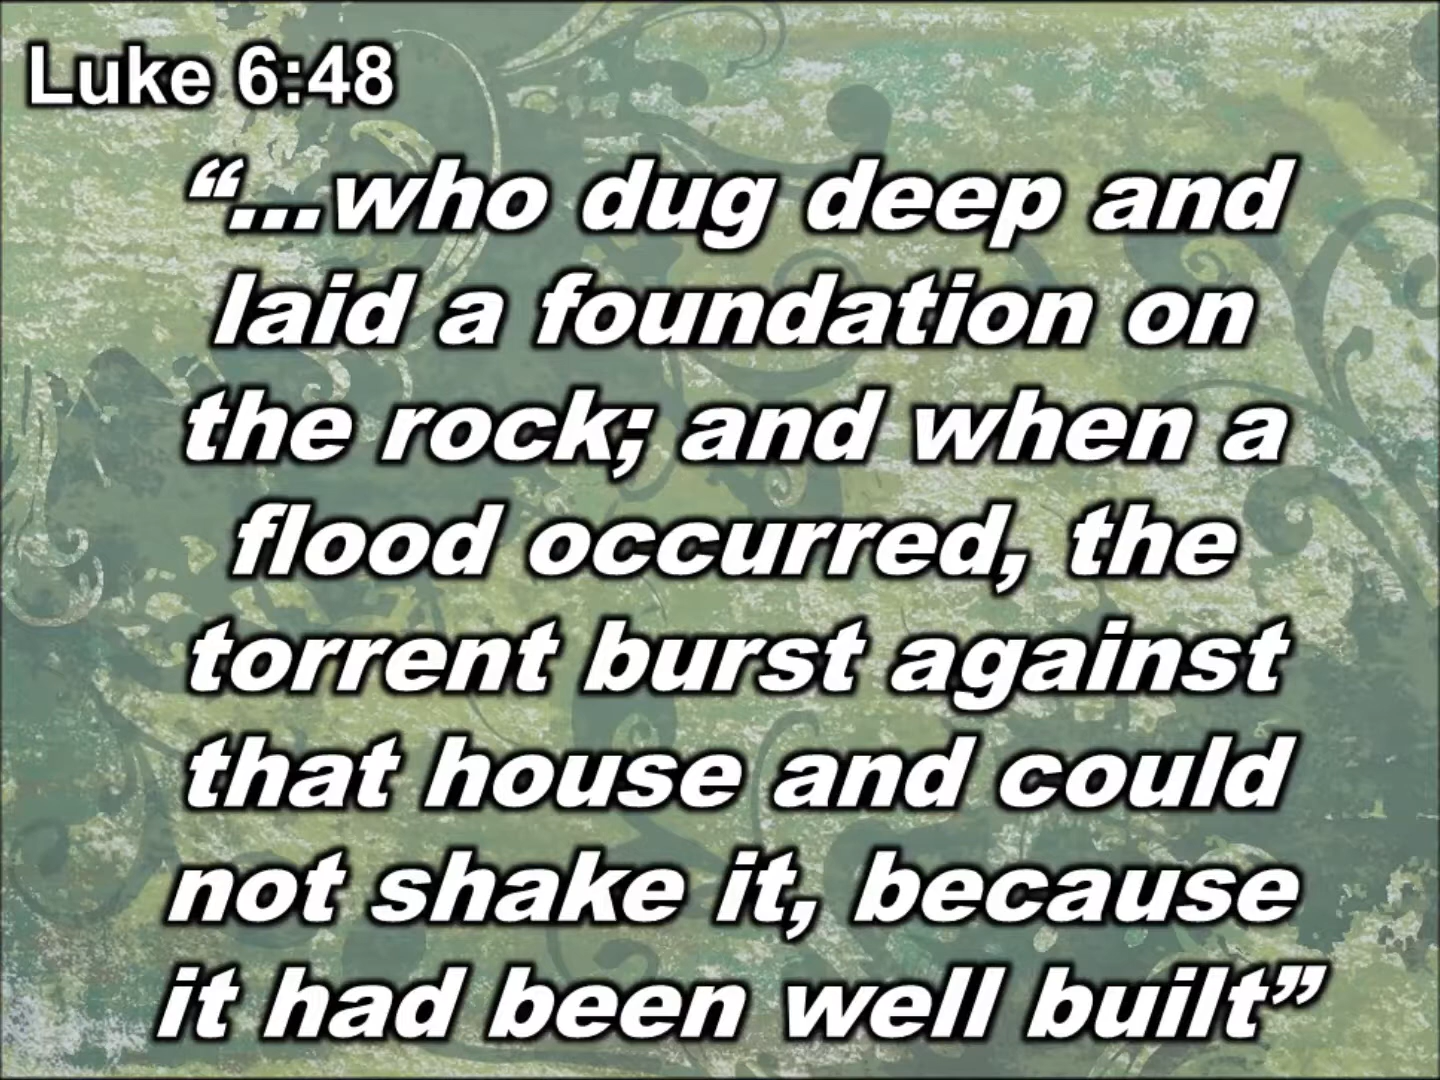 Luke 6:48
“...who dug deep and
laid a foundation on
the rock; and when a
flood occurred, the
torrent burst against
that house and could
not shake it, because
it had been well built”